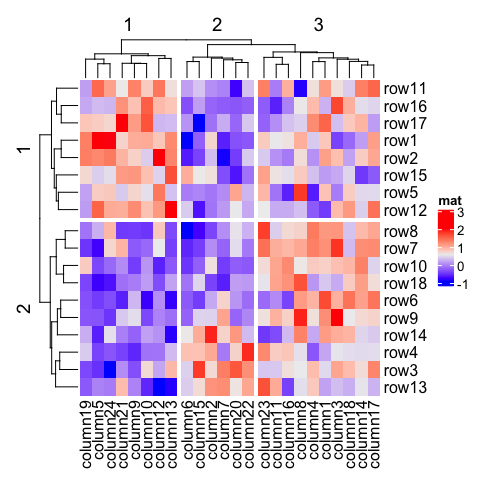 1 2 3
1
2
row11
row16
row17
row1
row2
row15
row5
row12
row8
row7
row10
row18
row6
row9
row14
row4
row3
row13
mat
3
2
1
0
-1
column19
column5
column24
column21
column9
column10
column12
column13
column6
column15
column2
column7
column20
column22
column23
column11
column16
column8
column4
column1
column3
column18
column14
column17